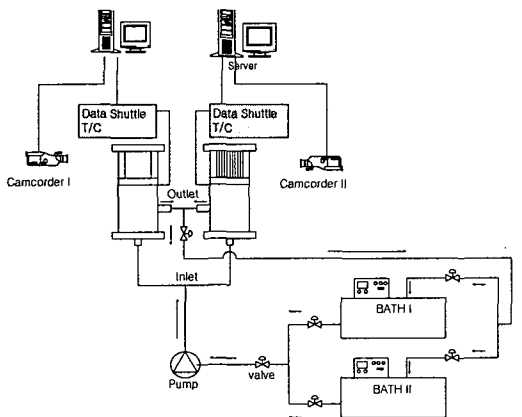 Server
Data Shuttle
T/C
Data Shuttle
T/C
Camcorder I
Camcorder II
Outlet
Inlet
BATH I
BATH II
Pump
valve